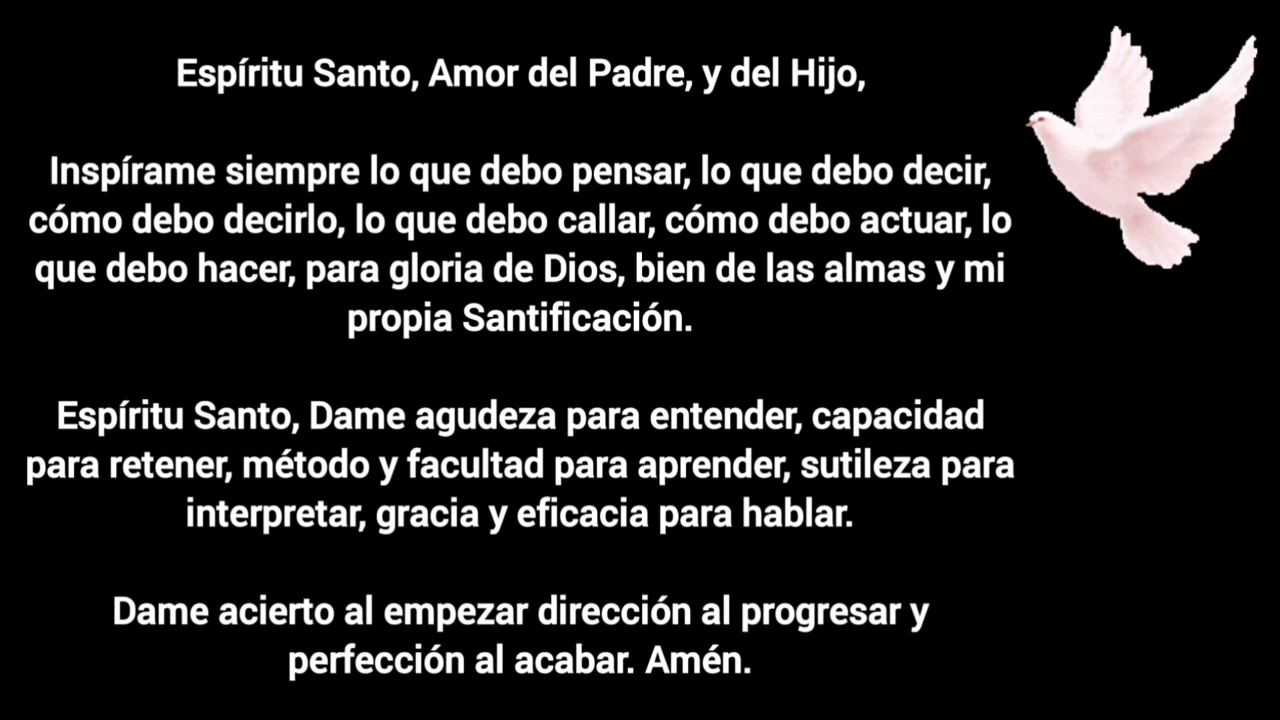 Espíritu Santo, Amor del Padre, y del Hijo,
Inspírame siempre lo que debo pensar, lo que debo decir,
cómo debo decirlo, lo que debo callar, cómo debo actuar, lo
que debo hacer, para gloria de Dios, bien de las almas y mi
propia Santificación.
Espíritu Santo, Dame agudeza para entender, capacidad
para retener, método y facultad para aprender, sutileza para
interpretar, gracia y eficacia para hablar.
Dame acierto al empezar dirección al progresar y
perfección al acabar. Amén.